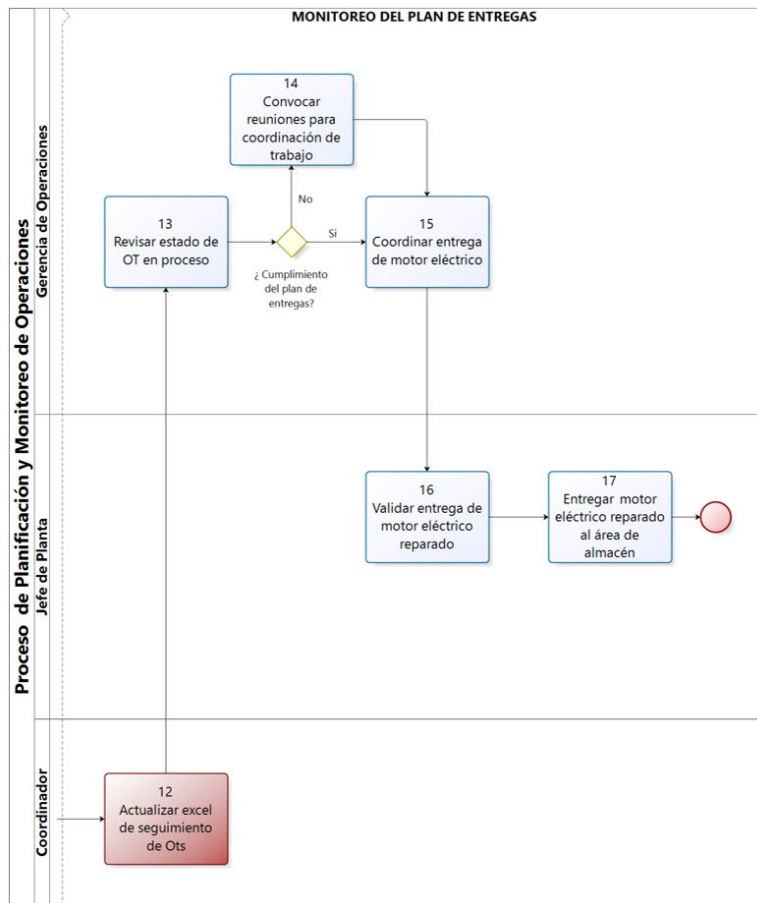 MONITOREO DEL PLAN DE ENTREGAS
Proceso de Planificación y Monitoreo de Operaciones
Gerencia de Operaciones
14
Convocar
reuniones para
coordinación de
trabajo
No
13
Revisar estado de
OT en proceso
Si
¿ Cumplimiento
del plan de
entregas?
15
Coordinar entrega
de motor eléctrico
Jefe de Planta
16
Validar entrega de
motor eléctrico
reparado
17
Entregar motor
eléctrico reparado
al área de
almacén
Coordinador
12
Actualizar excel
de seguimiento
de Ots